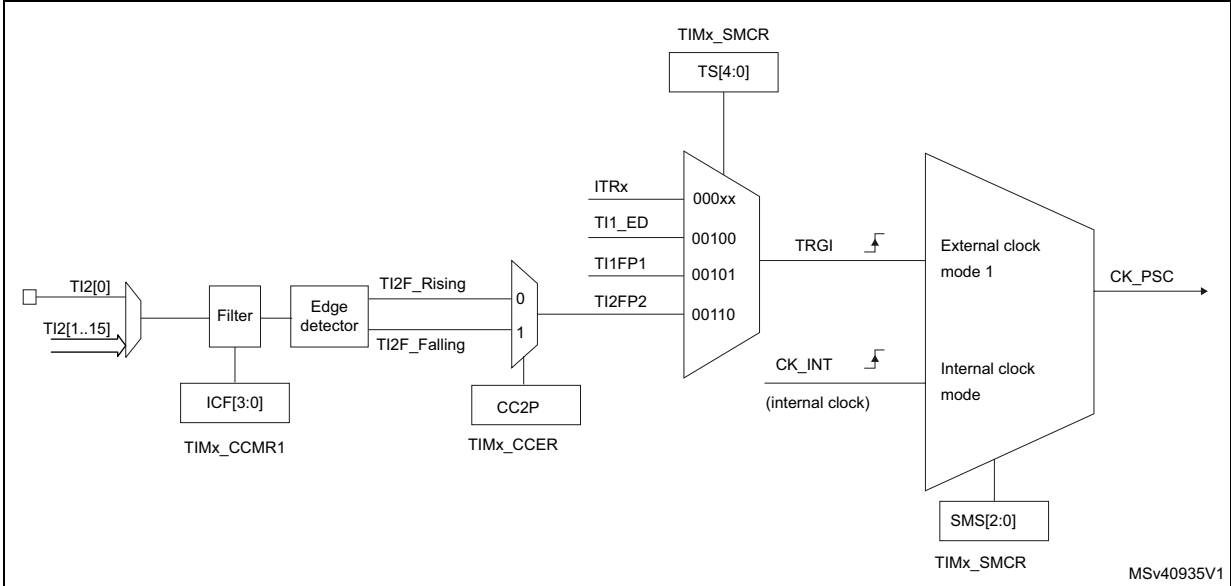 TIMx_SMCR
TS[4:0]
ITRx
000xx
TI1_ED
00100
TI1FP1
00101
TI2FP2
00110
TRGI
External clock
mode 1
CK_PSC
TI2[0]
TI2[1..15]
Filter
Edge
detector
TI2F_Rising
TI2F_Falling
0
1
CK_INT
(internal clock)
Internal clock
mode
ICF[3:0]
TIMx_CCMR1
CC2P
TIMx_CCER
SMS[2:0]
TIMx_SMCR
MSv40935V1